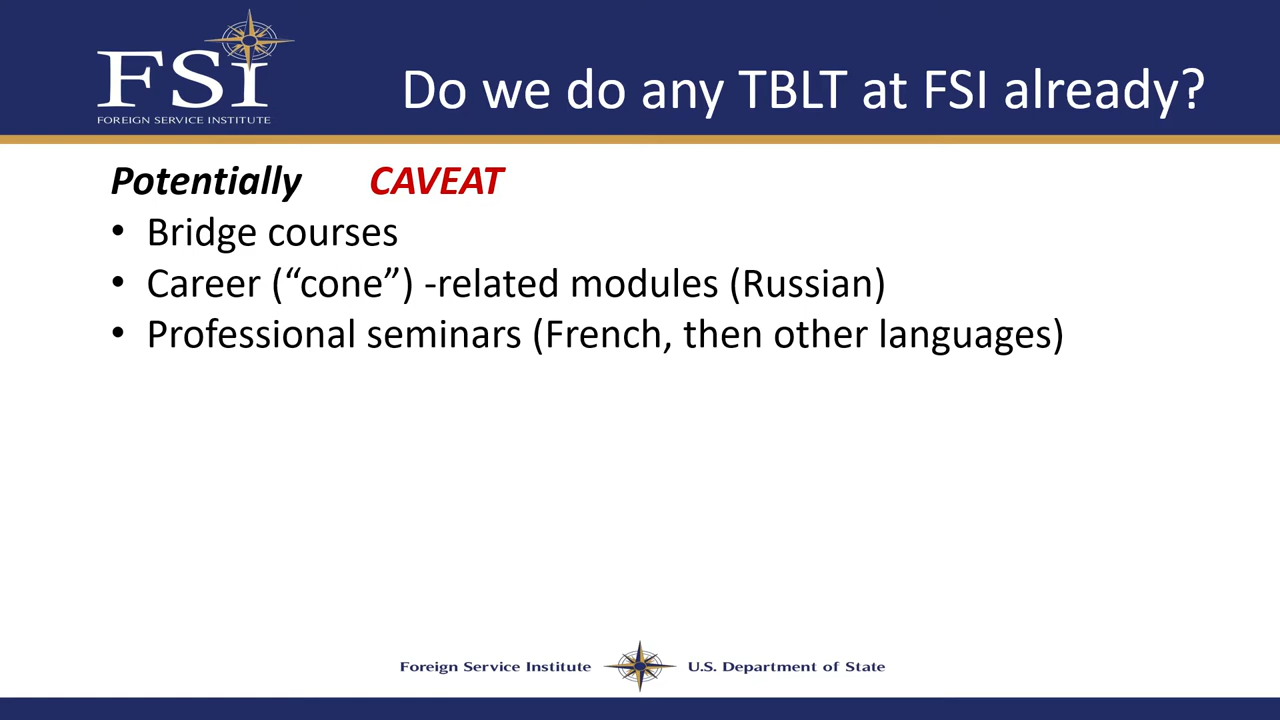 FSI
FOREIGN SERVICE INSTITUTE
Do we do any TBLT at FSI already?
Potentially CAVEAT
• Bridge courses
• Career (“cone”) -related modules (Russian)
• Professional seminars (French, then other languages)
Foreign Service Institute U.S. Department of State